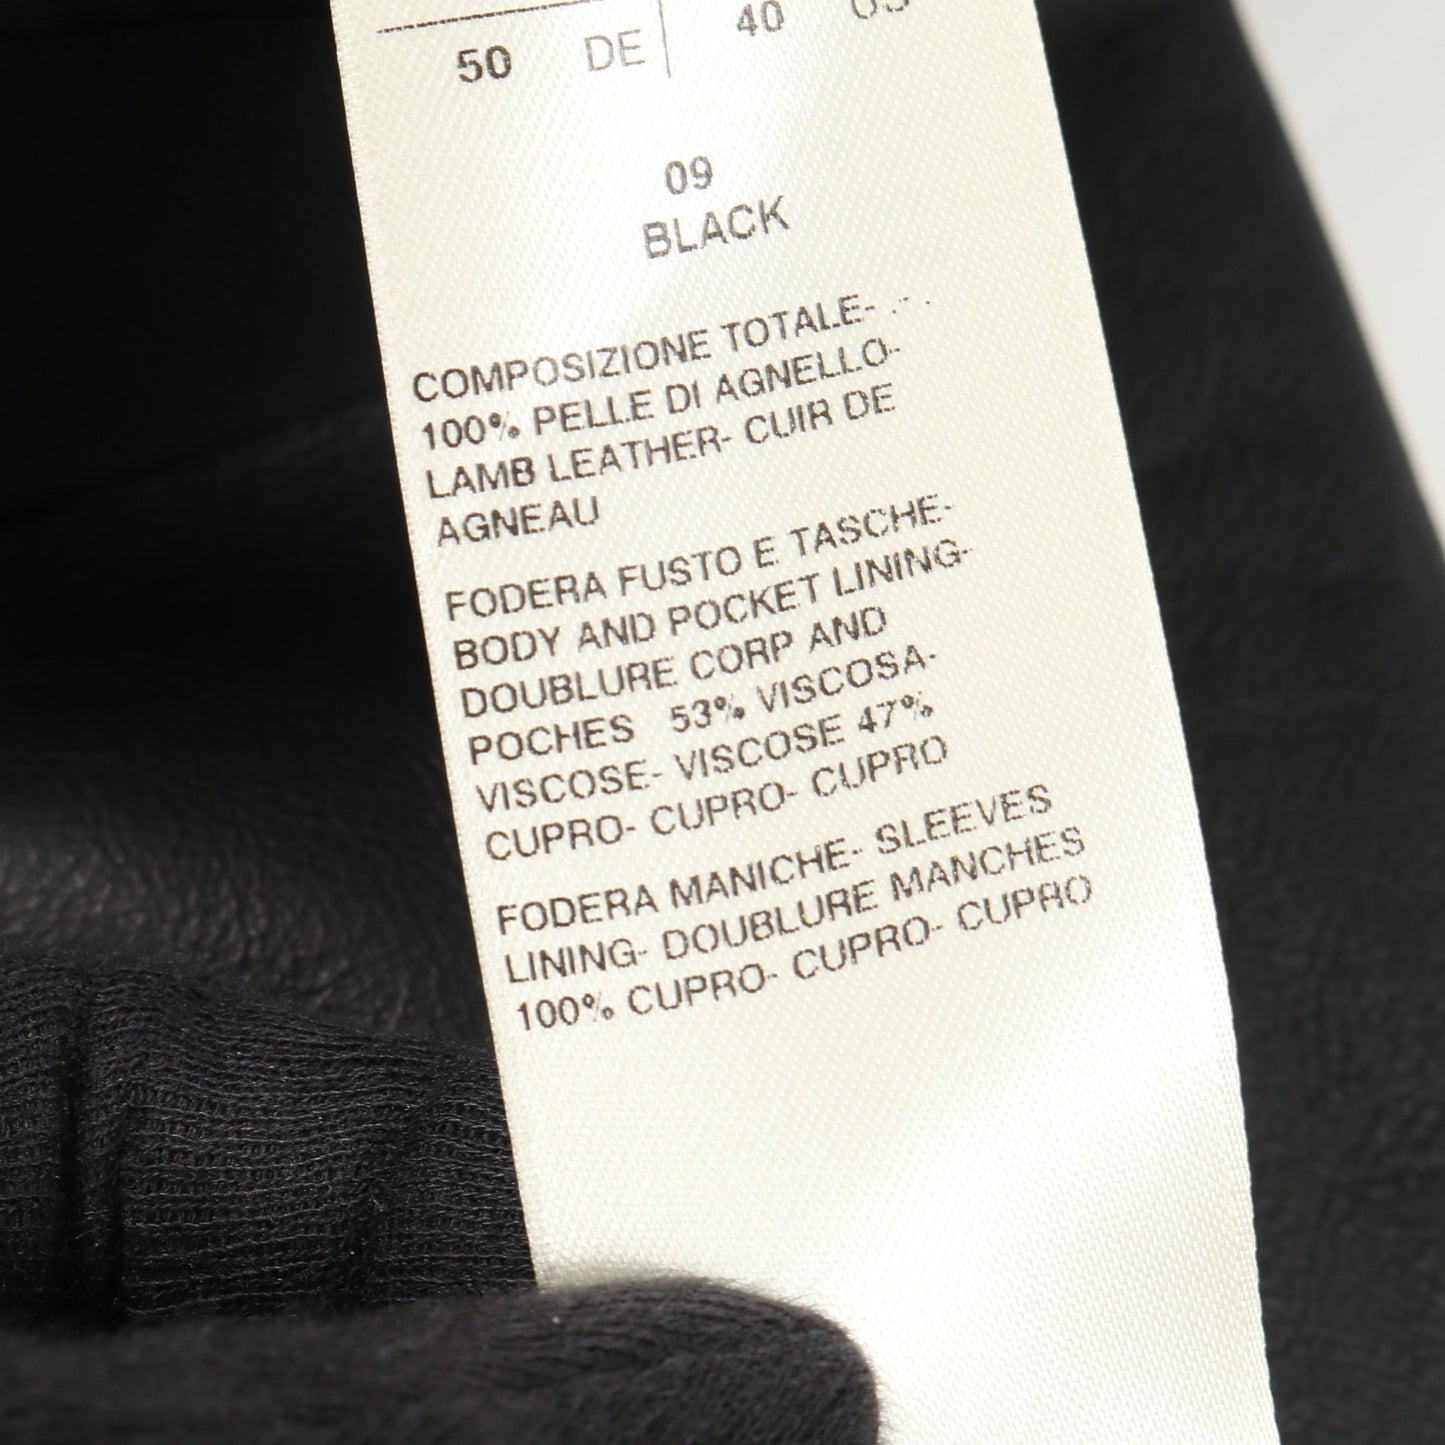 50 DE 40
09
BLACK
COMPOSIZIONE TOTALE-
100% PELLE DI AGNELLO-
LAMB LEATHER- CUIR DE
AGNEAU
FODERA FUSTO E TASCHE-
BODY AND POCKET LINING-
DOUBLURE CORP AND
POCHES 53% VISCOSA-
VISCOSE- VISCOSE 47%
CUPRO- CUPRO- CUPRO
FODERA MANICHE- SLEEVES
LINING- DOUBLURE MANCHES
100% CUPRO- CUPRO- CUPRO